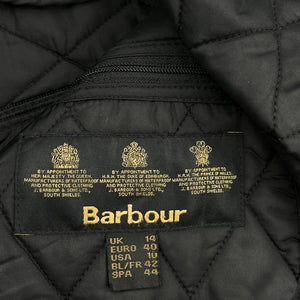 BY APPOINTMENT TO
HER MAJESTY, THE QUEEN.
MANUFACTURERS OF WATERPROOF
AND PROTECTIVE CLOTHING
J. BARBOUR & SONS LTD.
SOUTH SHIELDS.
BY APPOINTMENT TO
H.R.H. THE DUKE OF EDINBURGH.
MANUFACTURERS OF WATERPROOF
AND PROTECTIVE CLOTHING
J. BARBOUR & SONS LTD.
SOUTH SHIELDS.
BY APPOINTMENT TO
H.R.H. THE PRINCE OF WALES.
MANUFACTURERS OF WATERPROOF
AND PROTECTIVE CLOTHING
J. BARBOUR & SONS LTD.
SOUTH SHIELDS.
Barbour
UK 14
EURO 40
USA 10
BL/FR 42
SPA 44